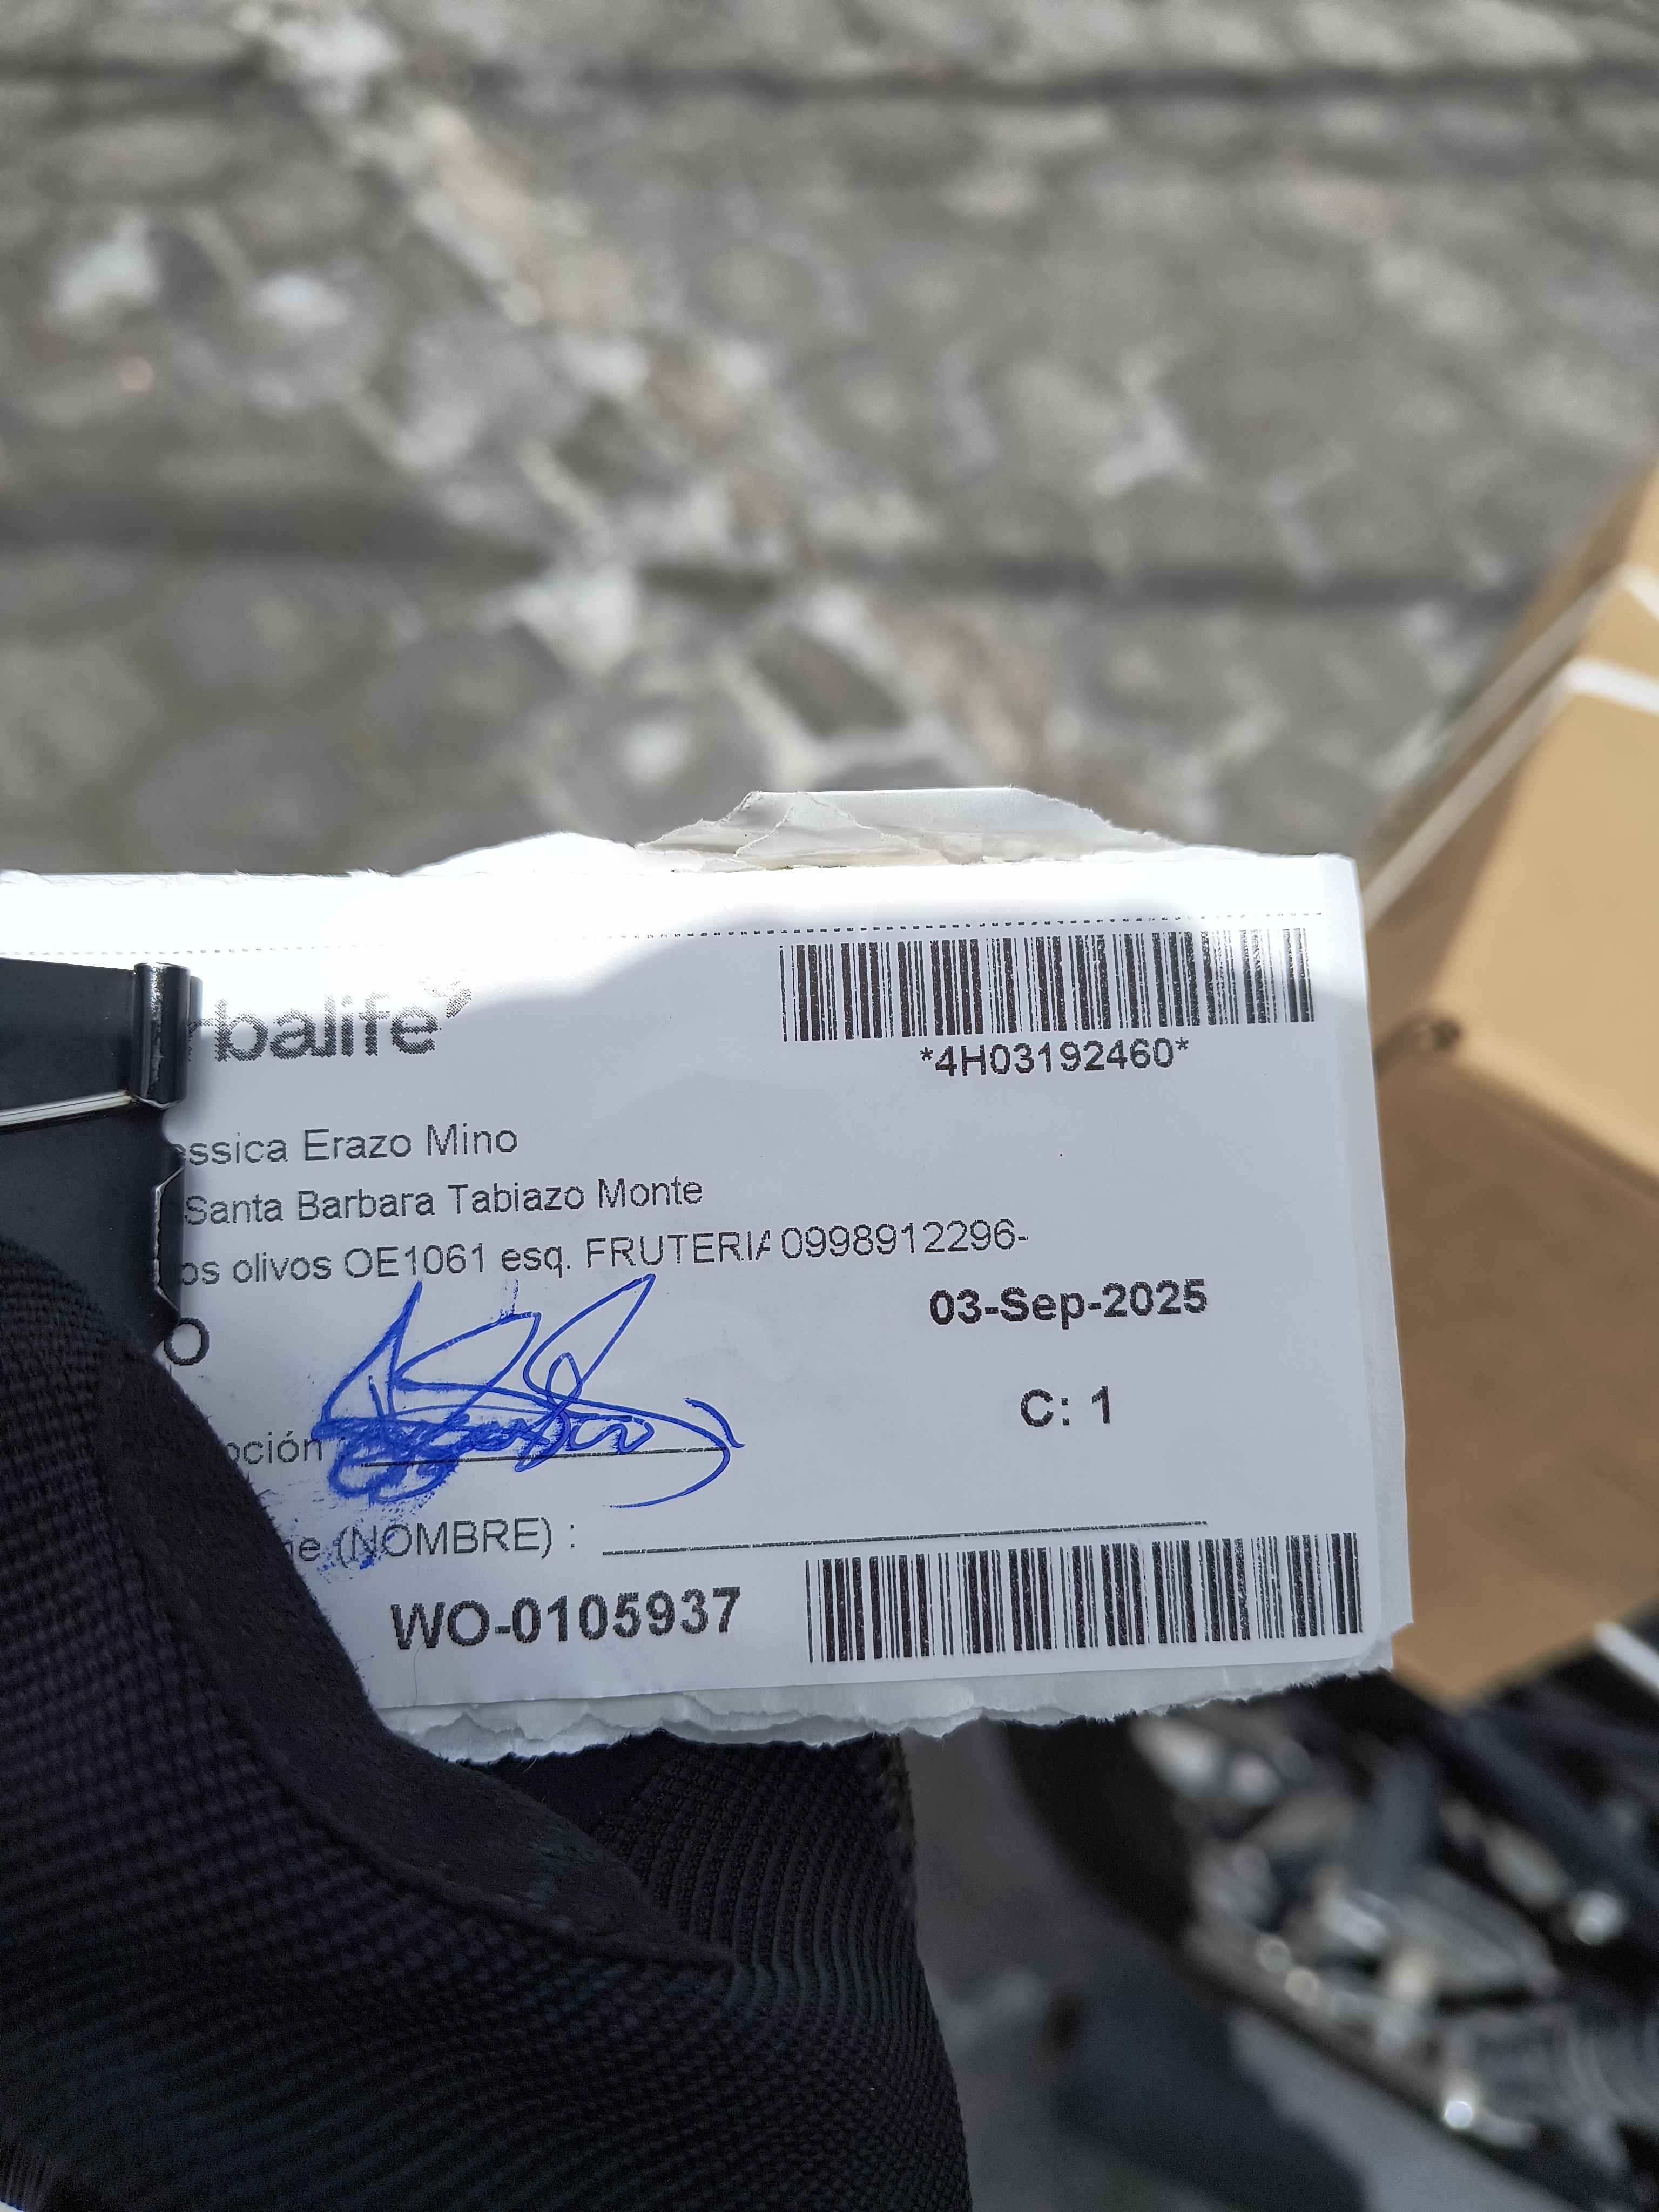 rbalife
*4H03192460*
essica Erazo Mino
Santa Barbara Tabiazo Monte
os olivos OE1061 esq. FRUTERIA 0998912296-
03-Sep-2025
O
C: 1
pción
ne (NOMBRE) :
WO-0105937